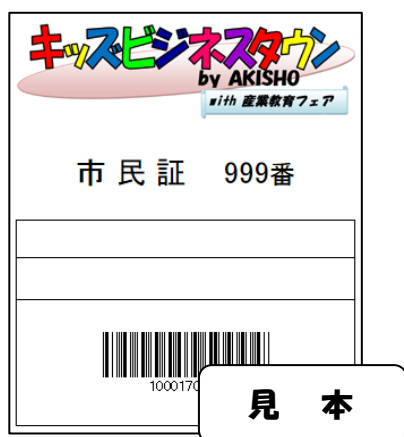 キッズビジネスタウン
by AKISHO
with 産業教育フェア
市民証 999番
1000170
見 本